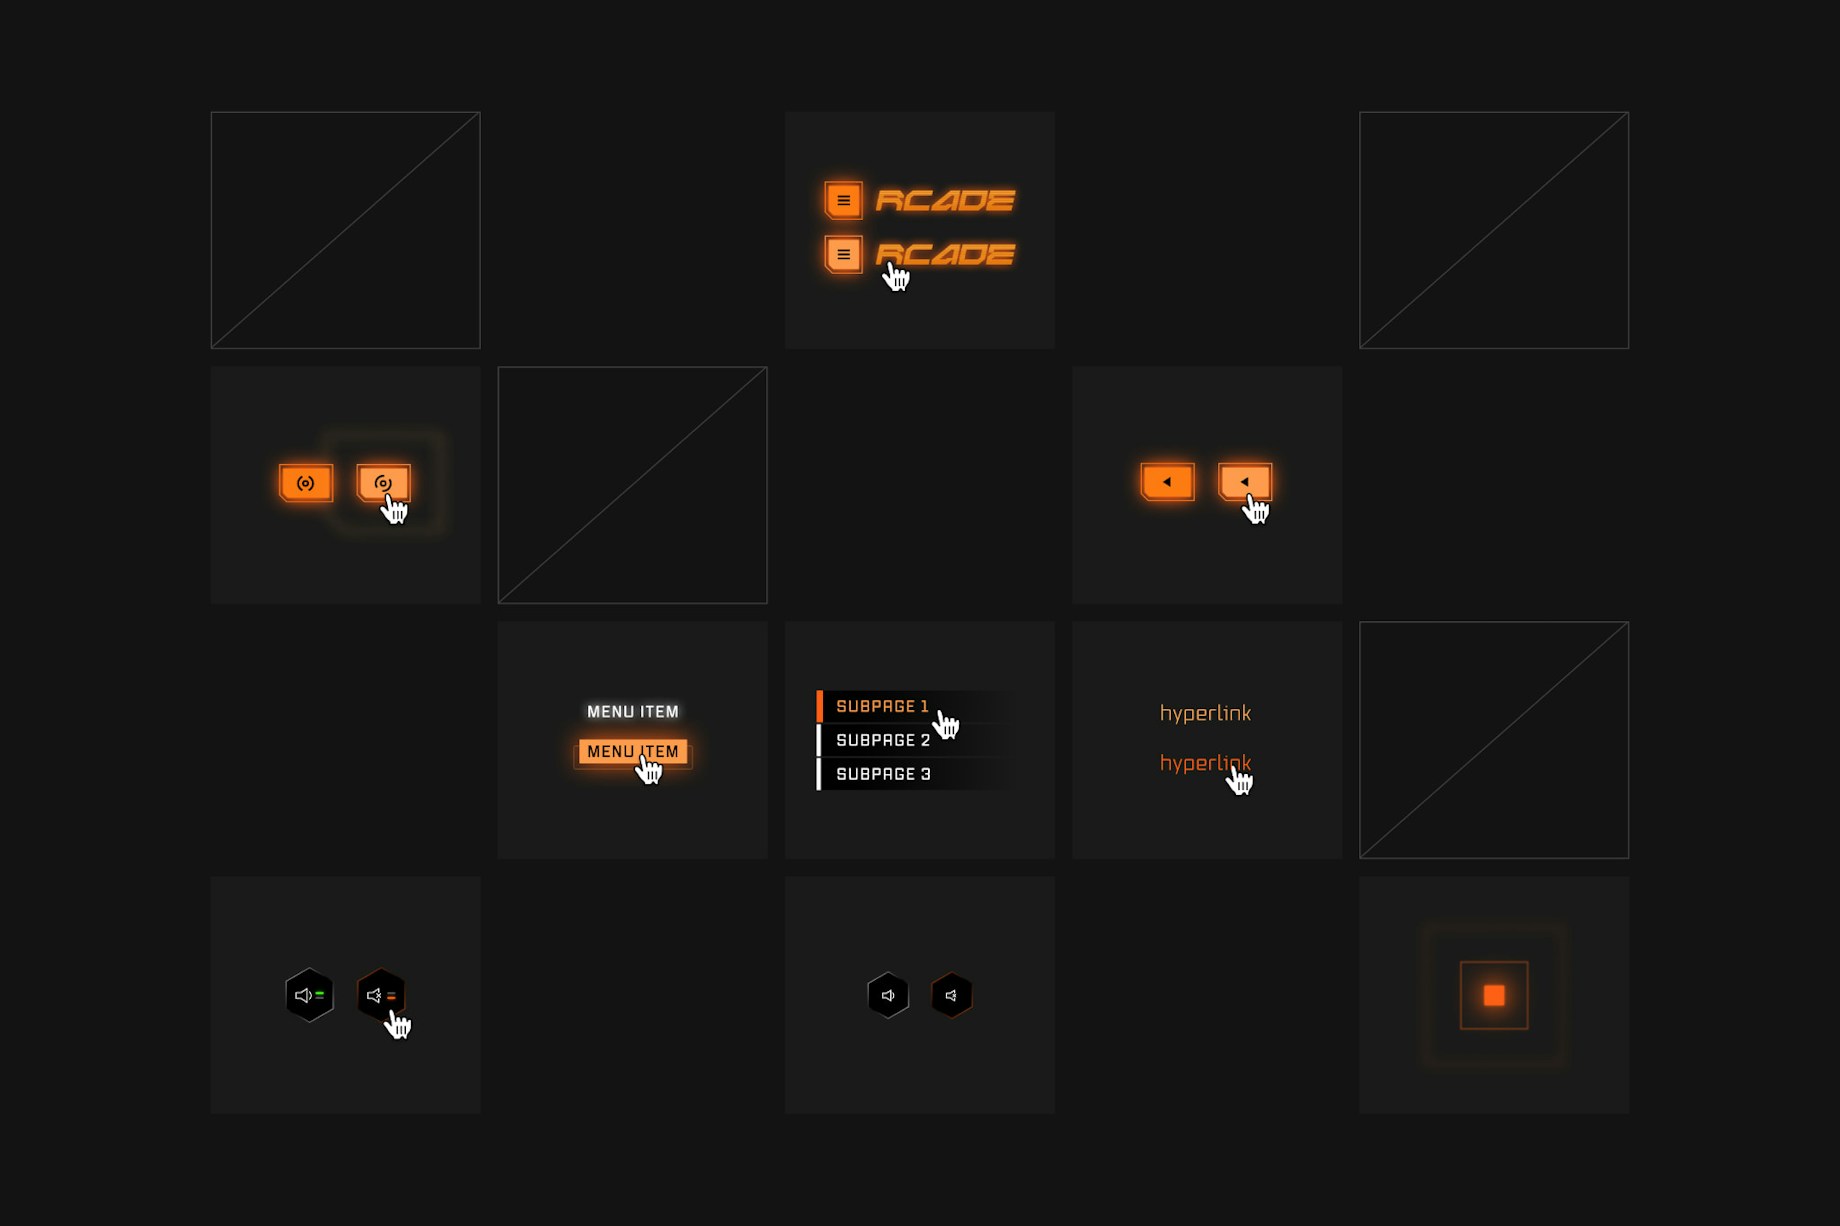 RCADE
RCADE
MENU ITEM
MENU ITEM
SUBPAGE 1
SUBPAGE 2
SUBPAGE 3
hyperlink
hyperlink